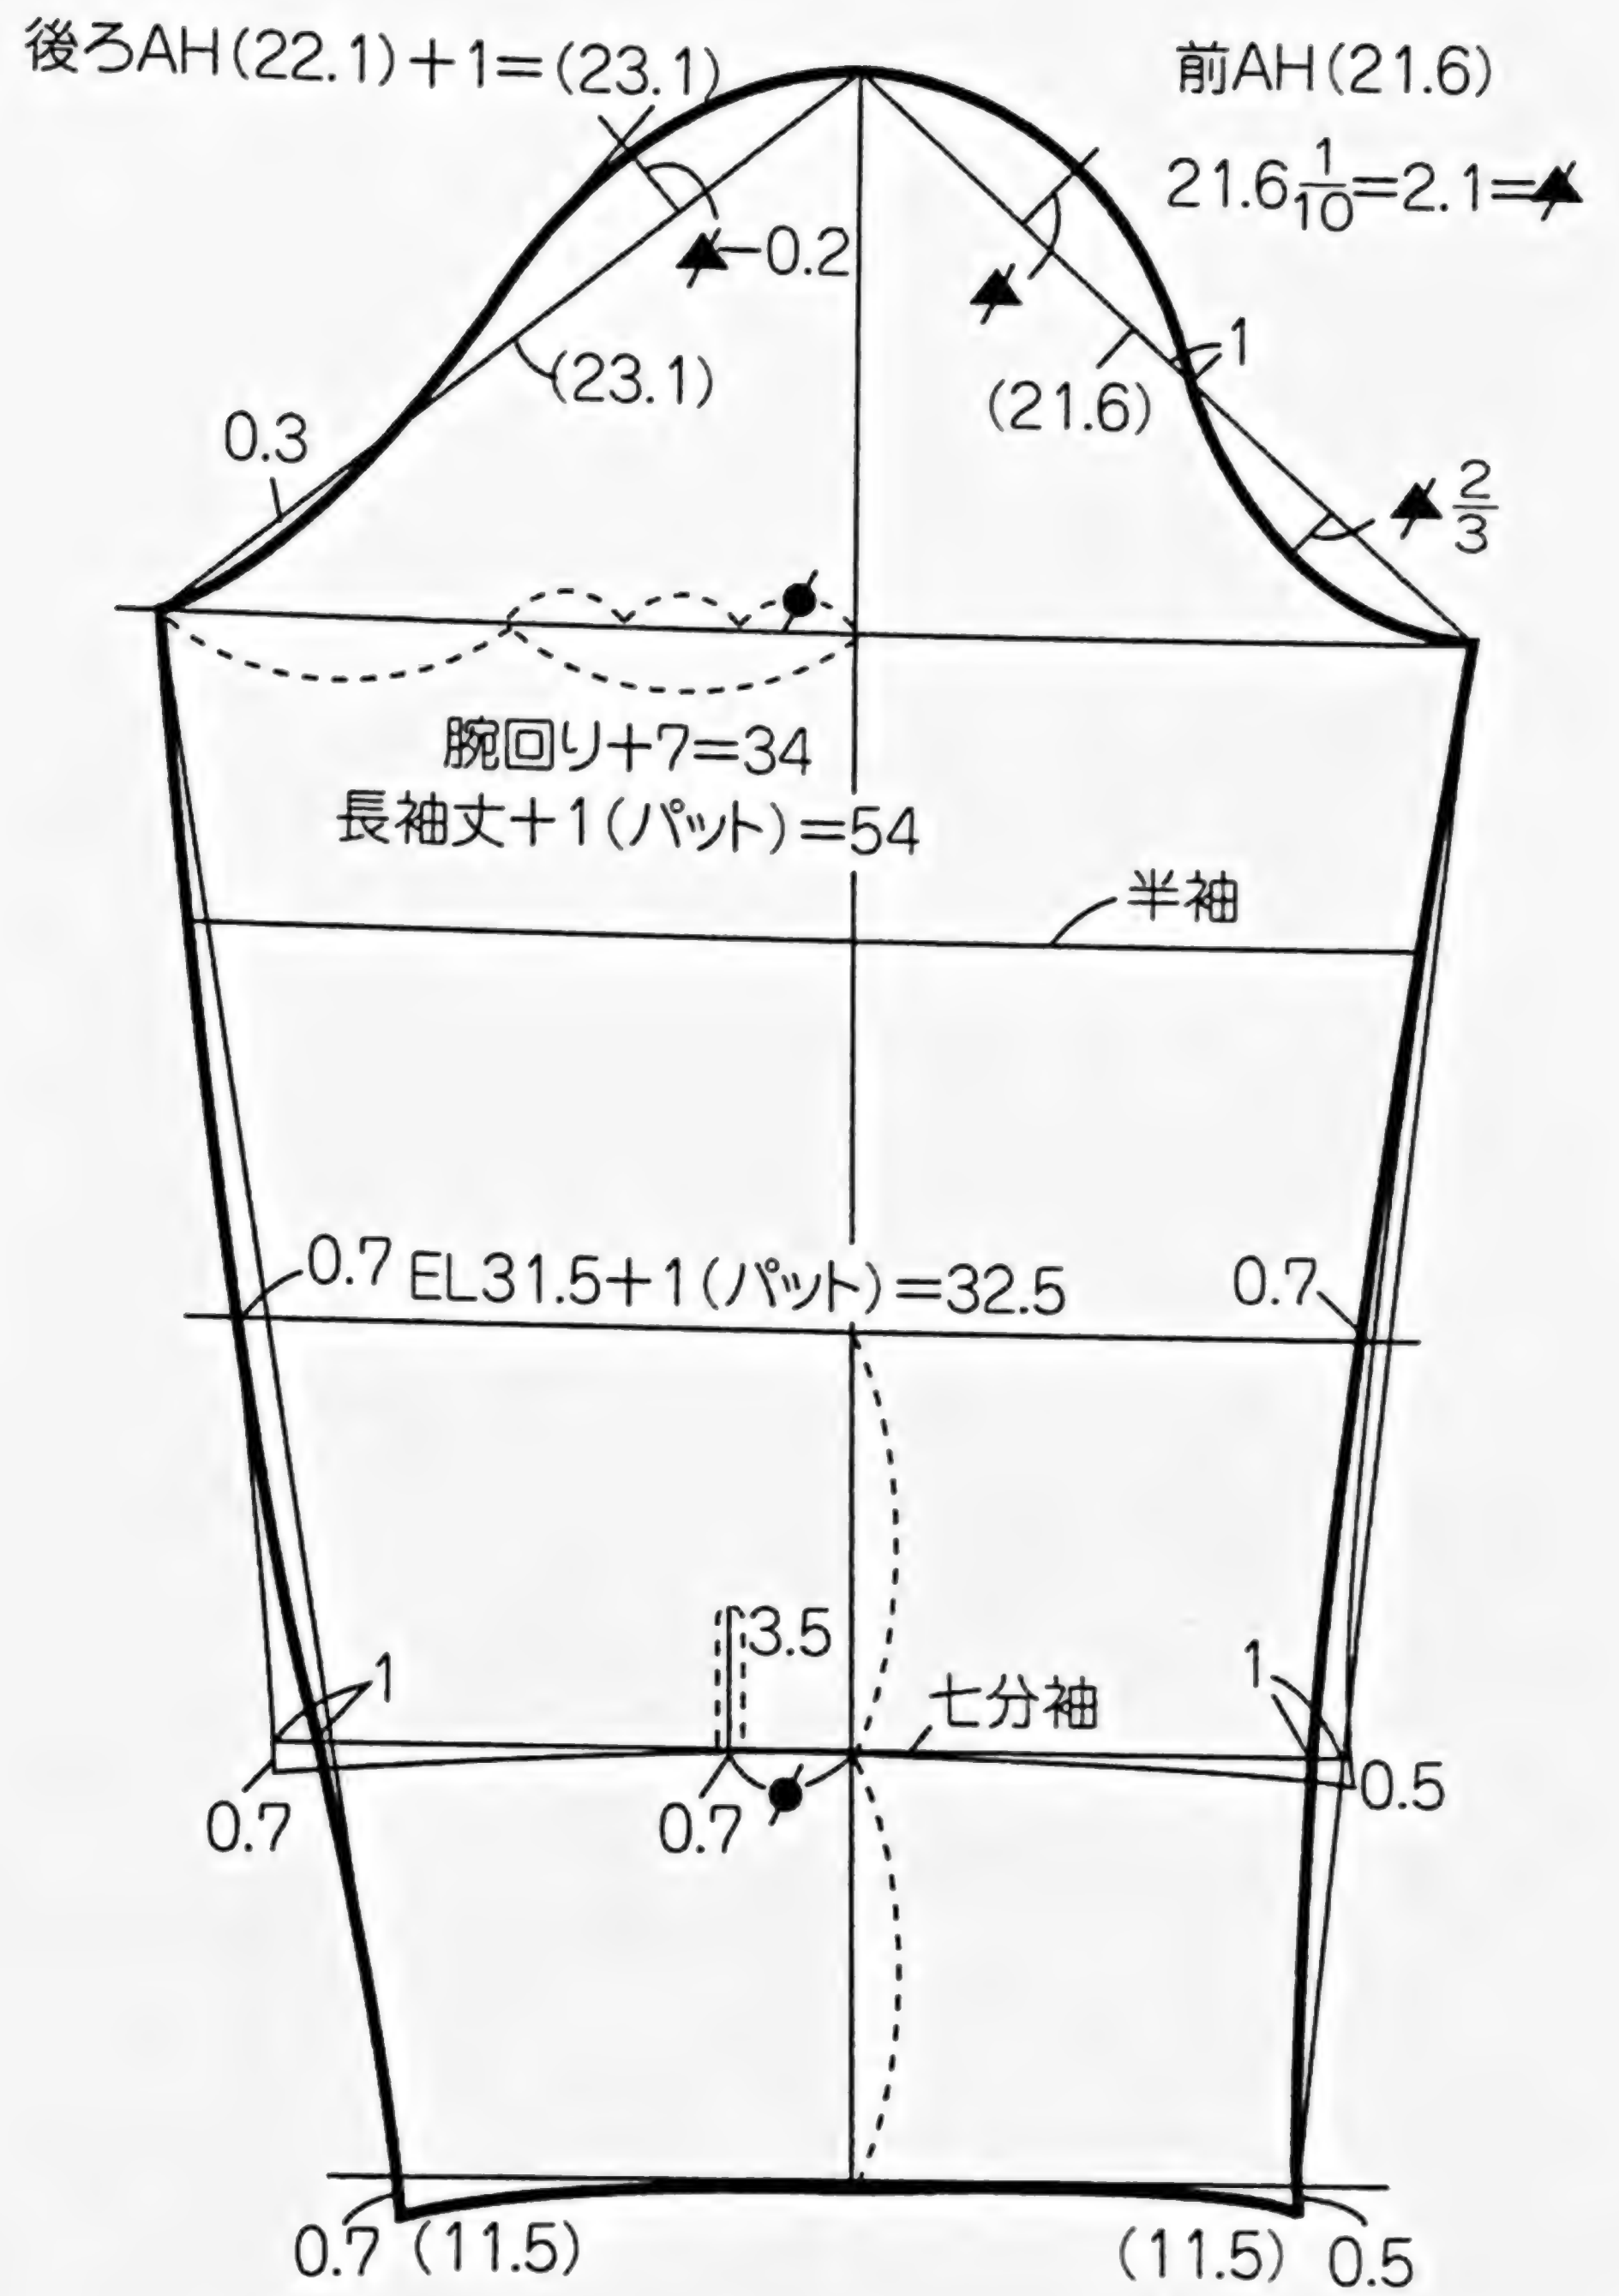 後ろAH(22.1)+1=(23.1)
前AH(21.6)
21.6 1/10=2.1=▲
▲-0.2
▲
1
(23.1)
(21.6)
0.3
▲2/3
腕回り+7=34
長袖丈+1(パット)=54
半袖
0.7
EL31.5+1(パット)=32.5
0.7
3.5
1
七分袖
1
0.7
0.7
0.5
0.7
(11.5)
(11.5)
0.5